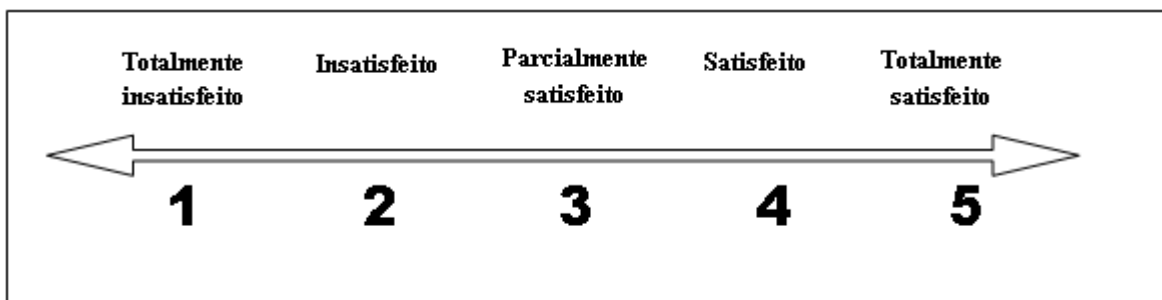 Totalmente
insatisfeito
Insatisfeito
Parcialmente
satisfeito
Satisfeito
Totalmente
satisfeito
1 2 3 4 5